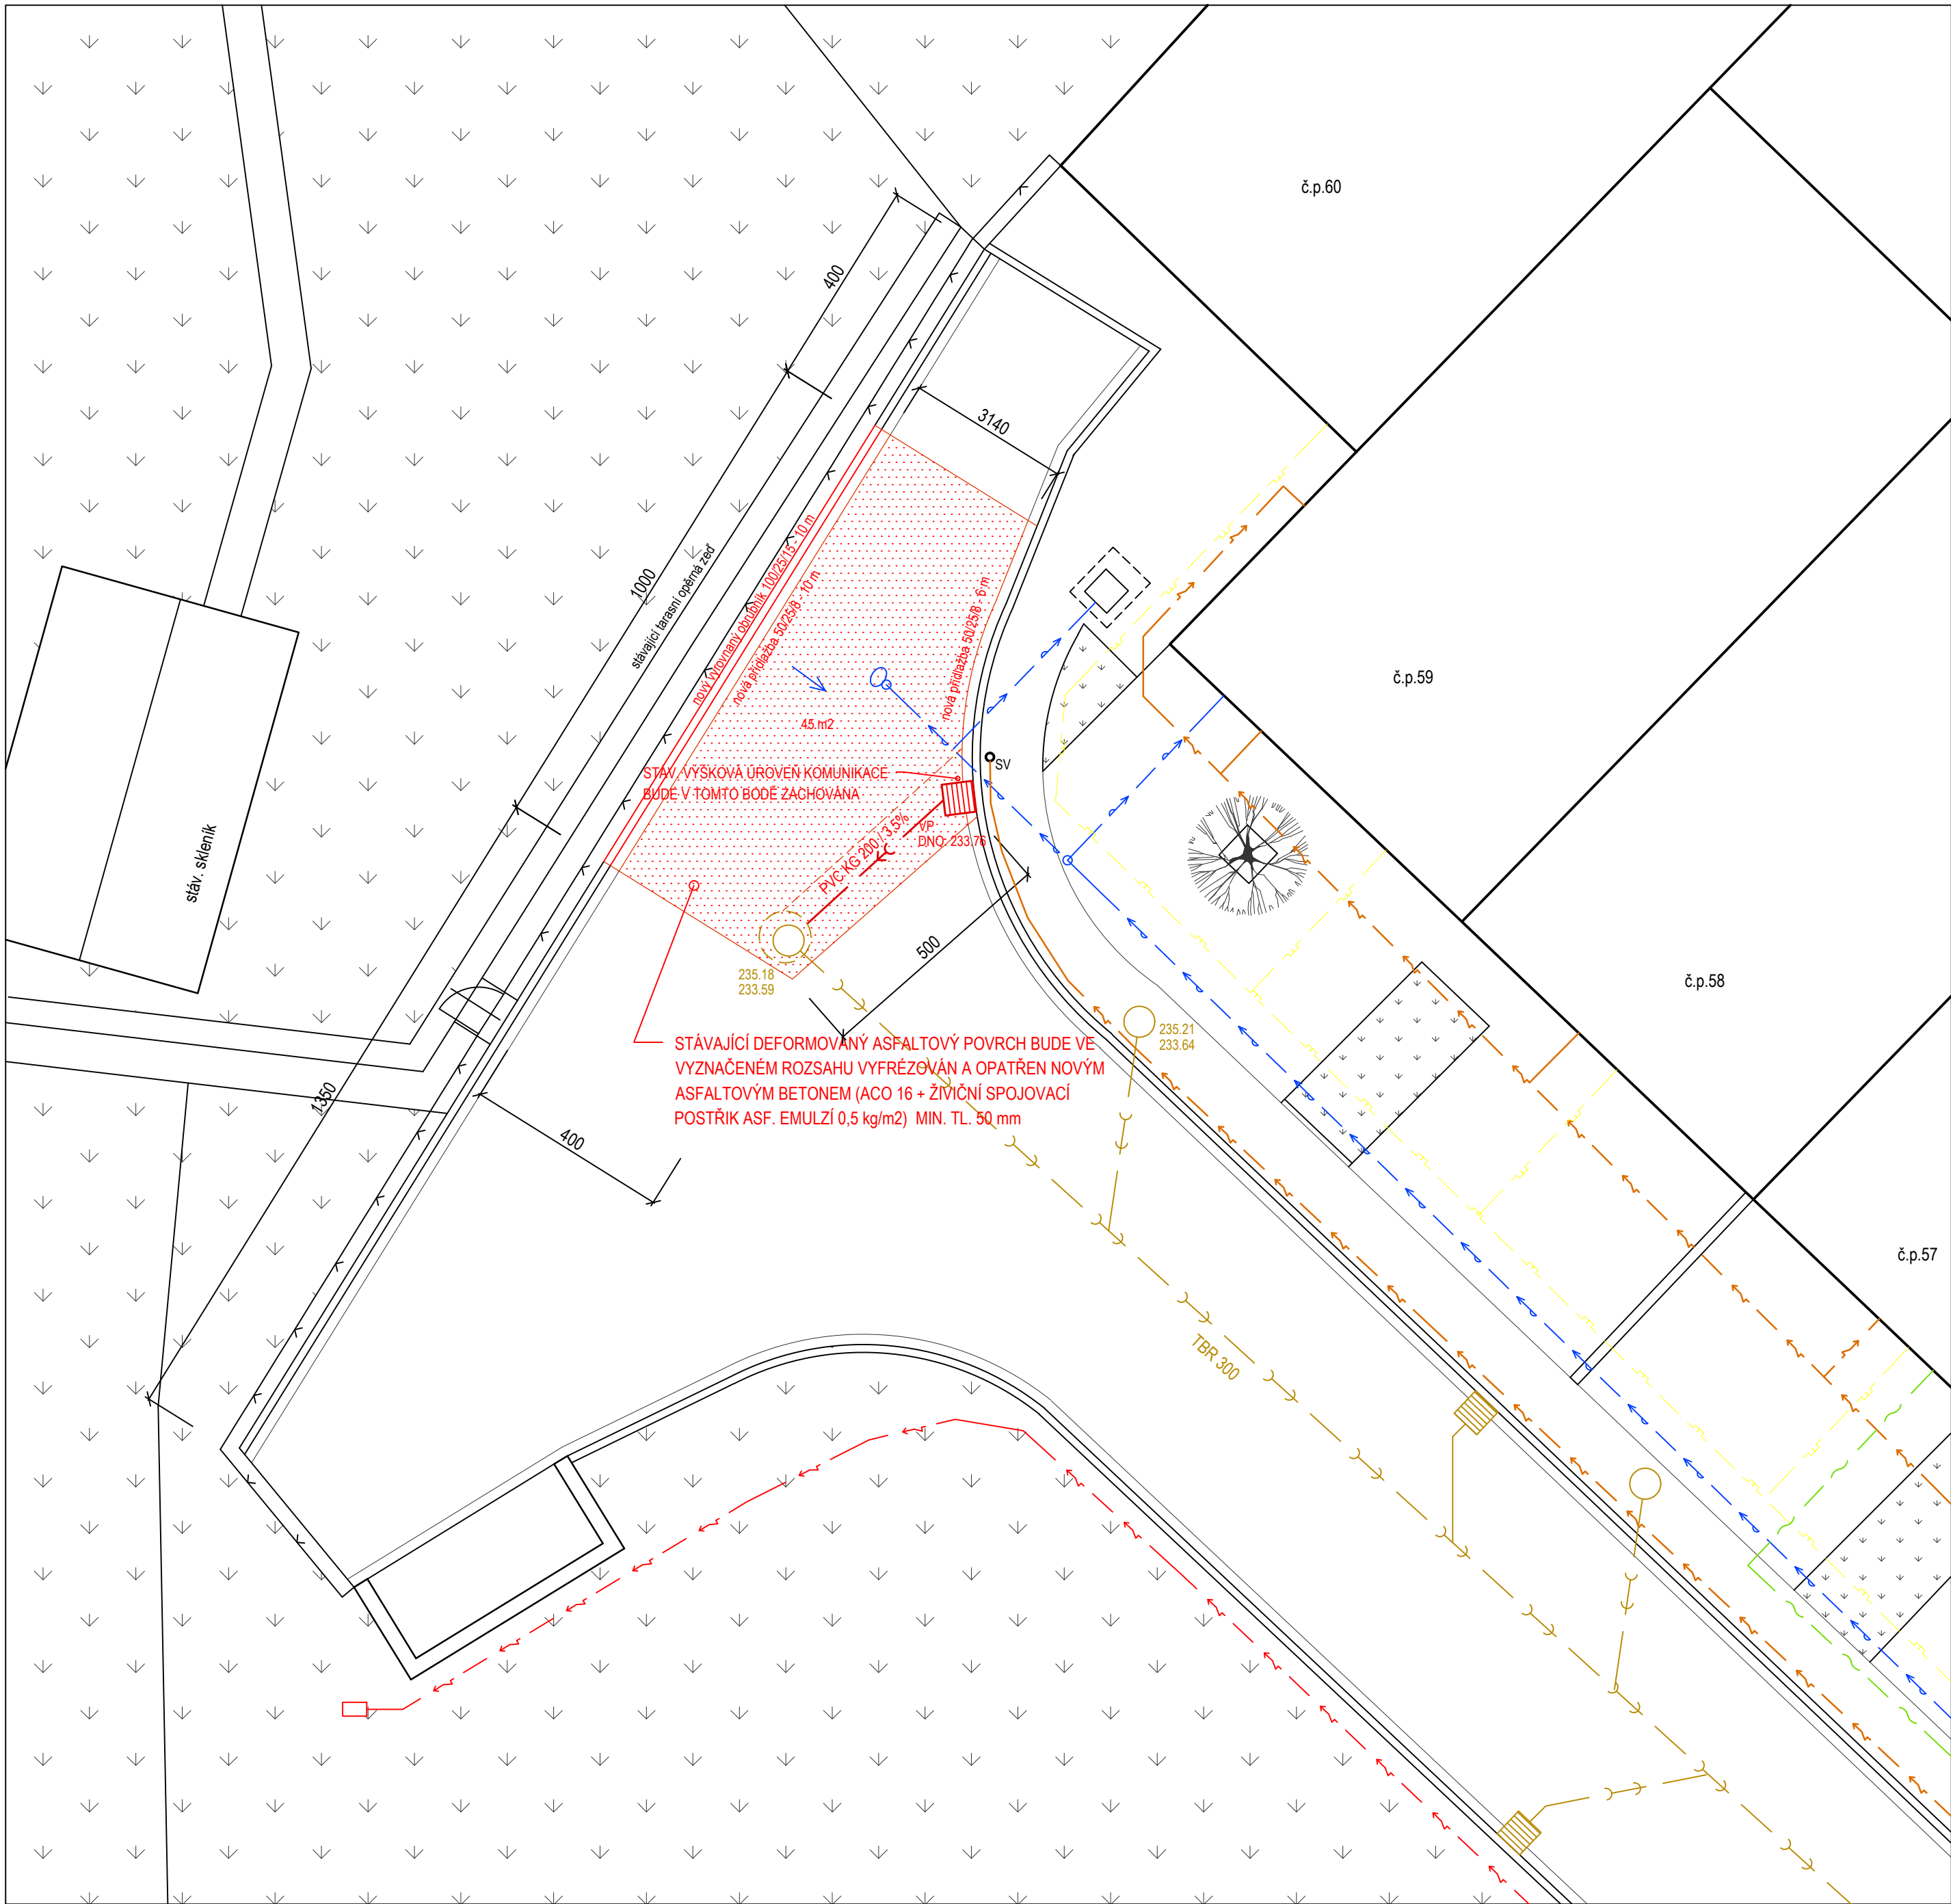 č.p.60
400
3140
nový vyrovnaný obrubník 100/25/15 - 10 m
1000
stávající tarasní opěrná zeď
nová přídlažba 50/25/8 - 10 m
nová přídlažba 50/25/8 - 6 m
č.p.59
45 m2
SV
STÁV. VÝŠKOVÁ ÚROVEŇ KOMUNIKACE
BUDE V TOMTO BODĚ ZACHOVÁNA
VP
DNO: 233.76
PVC KG 200 / 3,5%
stáv. skleník
500
235.18
233.59
č.p.58
235.21
233.64
STÁVAJÍCÍ DEFORMOVANÝ ASFALTOVÝ POVRCH BUDE VE
VYZNAČENÉM ROZSAHU VYFRÉZOVÁN A OPATŘEN NOVÝM
ASFALTOVÝM BETONEM (ACO 16 + ŽIVIČNÍ SPOJOVACÍ
POSTŘIK ASF. EMULZÍ 0,5 kg/m2) MIN. TL. 50 mm
1350
400
č.p.57
TBR 300